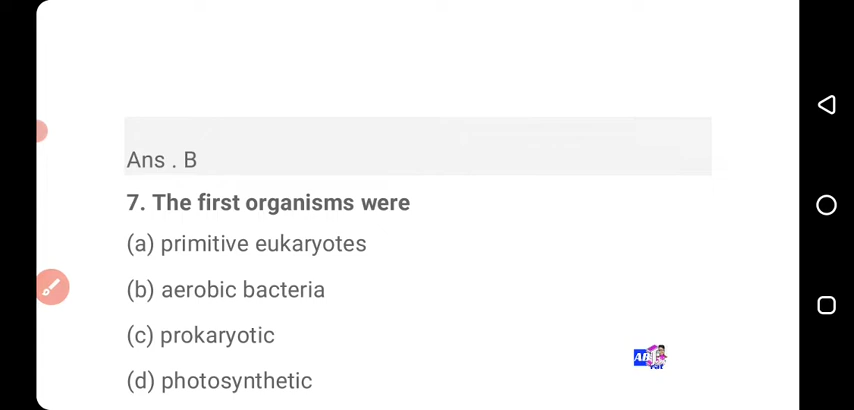 Ans . B
7. The first organisms were
(a) primitive eukaryotes
(b) aerobic bacteria
(c) prokaryotic
(d) photosynthetic